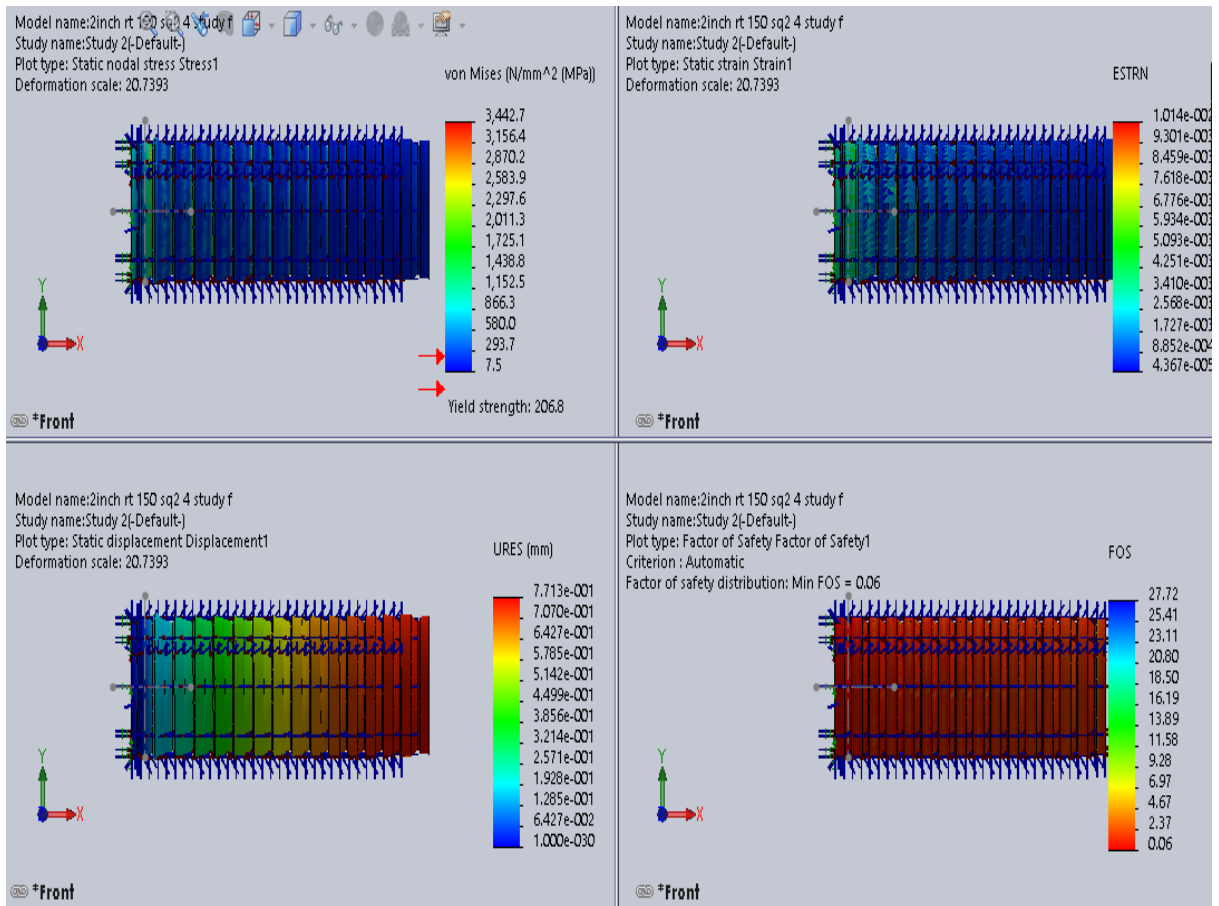 Model name:2inch rt 150 sq2 4 study f
Study name:Study 2(-Default-)
Plot type: Static nodal stress Stress1
Deformation scale: 20.7393
von Mises (N/mm^2 (MPa))
3,442.7
3,156.4
2,870.2
2,583.9
2,297.6
2,011.3
1,725.1
1,438.8
1,152.5
866.3
580.0
293.7
7.5
Yield strength: 206.8
Y
X
*Front
Model name:2inch rt 150 sq2 4 study f
Study name:Study 2(-Default-)
Plot type: Static strain Strain1
Deformation scale: 20.7393
ESTRN
1.014e-002
9.301e-003
8.459e-003
7.618e-003
6.776e-003
5.934e-003
5.093e-003
4.251e-003
3.410e-003
2.568e-003
1.727e-003
8.852e-004
4.367e-005
Y
X
*Front
Model name:2inch rt 150 sq2 4 study f
Study name:Study 2(-Default-)
Plot type: Static displacement Displacement1
Deformation scale: 20.7393
URES (mm)
7.713e-001
7.070e-001
6.427e-001
5.785e-001
5.142e-001
4.499e-001
3.856e-001
3.214e-001
2.571e-001
1.928e-001
1.285e-001
6.427e-002
1.000e-030
Y
X
*Front
Model name:2inch rt 150 sq2 4 study f
Study name:Study 2(-Default-)
Plot type: Factor of Safety Factor of Safety1
Criterion : Automatic
Factor of safety distribution: Min FOS = 0.06
FOS
27.72
25.41
23.11
20.80
18.50
16.19
13.89
11.58
9.28
6.97
4.67
2.37
0.06
Y
X
*Front